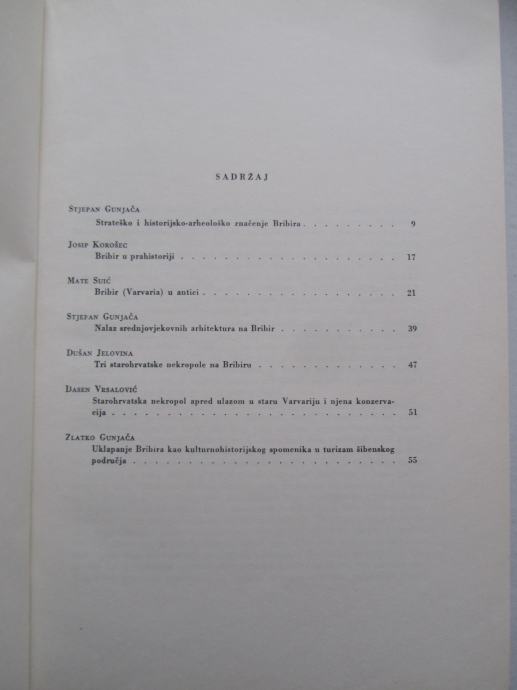 SADRŽAJ
STJEPAN GUNJAČA
Strateško i historijsko-arheološko značenje Bribira . . . . . . . . . 9
JOSIP KOROŠEC
Bribir u prahistoriji . . . . . . . . . . . . . . . . . . 17
MATE SUIĆ
Bribir (Varvaria) u antici . . . . . . . . . . . . . . . . 21
STJEPAN GUNJAČA
Nalaz srednjovjekovnih arhitektura na Bribir . . . . . . . . . . 39
DUŠAN JELOVINA
Tri starohrvatske nekropole na Bribiru . . . . . . . . . . . . 47
DASEN VRSALOVIĆ
Starohrvatska nekropol apred ulazom u staru Varvariju i njena konzerva-
cija . . . . . . . . . . . . . . . . . . . . . . . 51
ZLATKO GUNJAČA
Uklapanje Bribira kao kulturnohistorijskog spomenika u turizam šibenskog
područja . . . . . . . . . . . . . . . . . . . . . 55